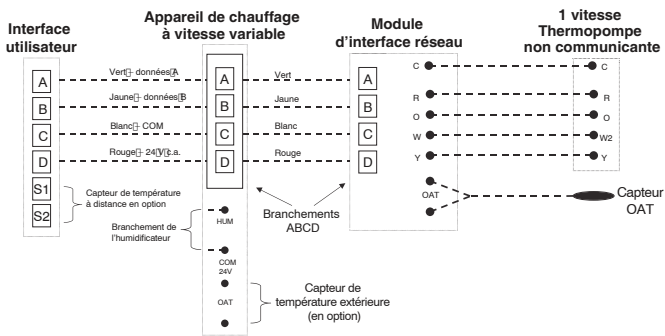 Interface
utilisateur
Appareil de chauffage
à vitesse variable
Module
d'interface réseau
1 vitesse
Thermopompe
non communicante
A
B
C
D
S1
S2
Vert - données A
Jaune - données B
Blanc - COM
Rouge - 24 V c.a.
A
B
C
D
Vert
Jaune
Blanc
Rouge
A
B
C
D
C
R
O
W
Y
OAT
C
R
O
W2
Y
Capteur de température
à distance en option
Branchement de
l'humidificateur
HUM
COM
24V
OAT
Branchements
ABCD
Capteur de
température extérieure
(en option)
Capteur
OAT